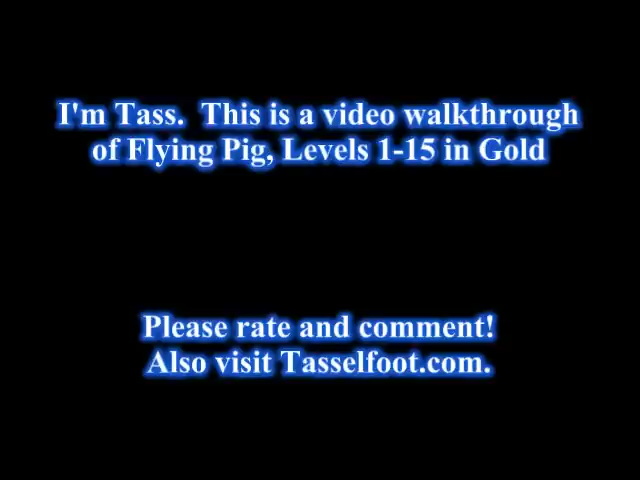 I'm Tass.  This is a video walkthrough
of Flying Pig, Levels 1-15 in Gold
Please rate and comment!
Also visit Tasselfoot.com.